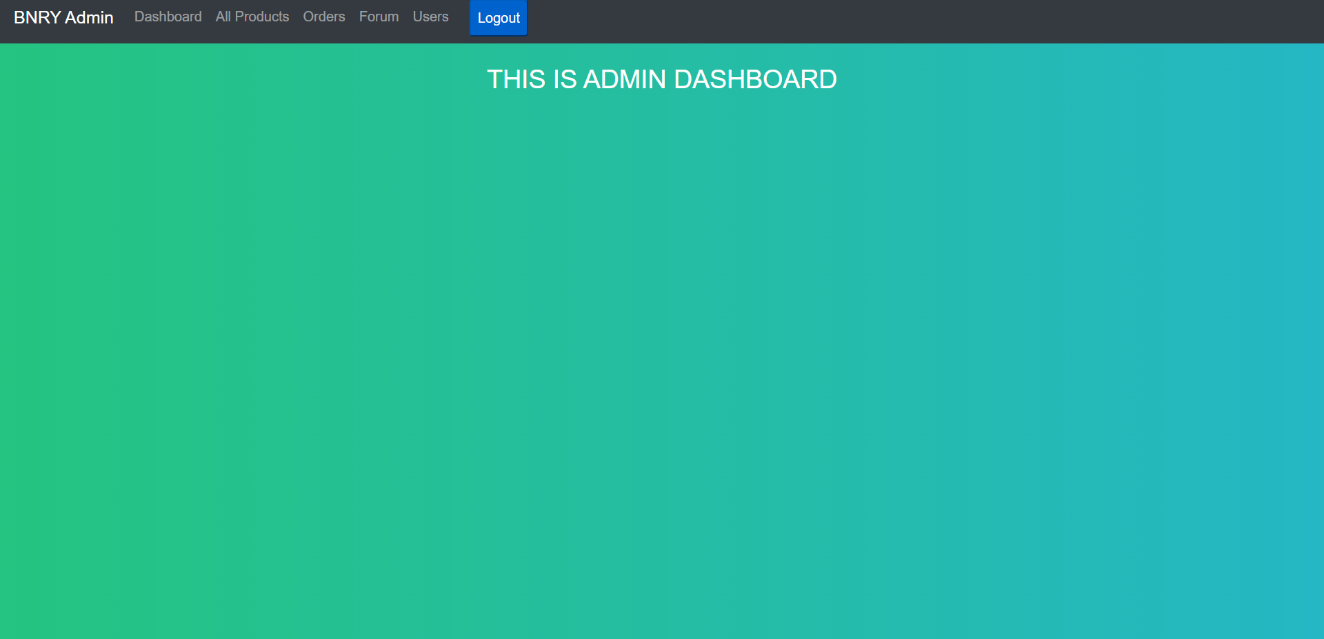 BNRY Admin Dashboard All Products Orders Forum Users Logout
THIS IS ADMIN DASHBOARD